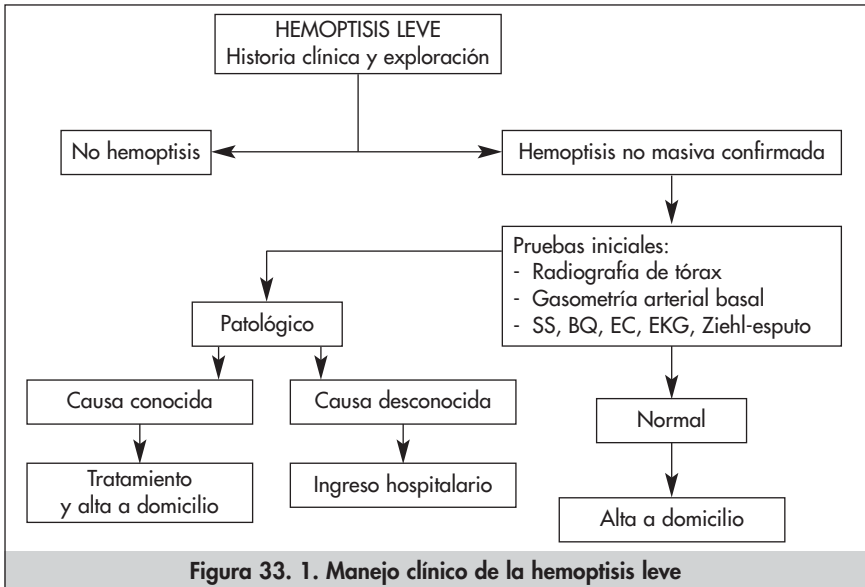 HEMOPTISIS LEVE
Historia clínica y exploración
No hemoptisis
Hemoptisis no masiva confirmada
Pruebas iniciales:
- Radiografía de tórax
- Gasometría arterial basal
- SS, BQ, EC, EKG, Ziehl-esputo
Patológico
Causa conocida
Causa desconocida
Normal
Tratamiento
y alta a domicilio
Ingreso hospitalario
Alta a domicilio
Figura 33. 1. Manejo clínico de la hemoptisis leve